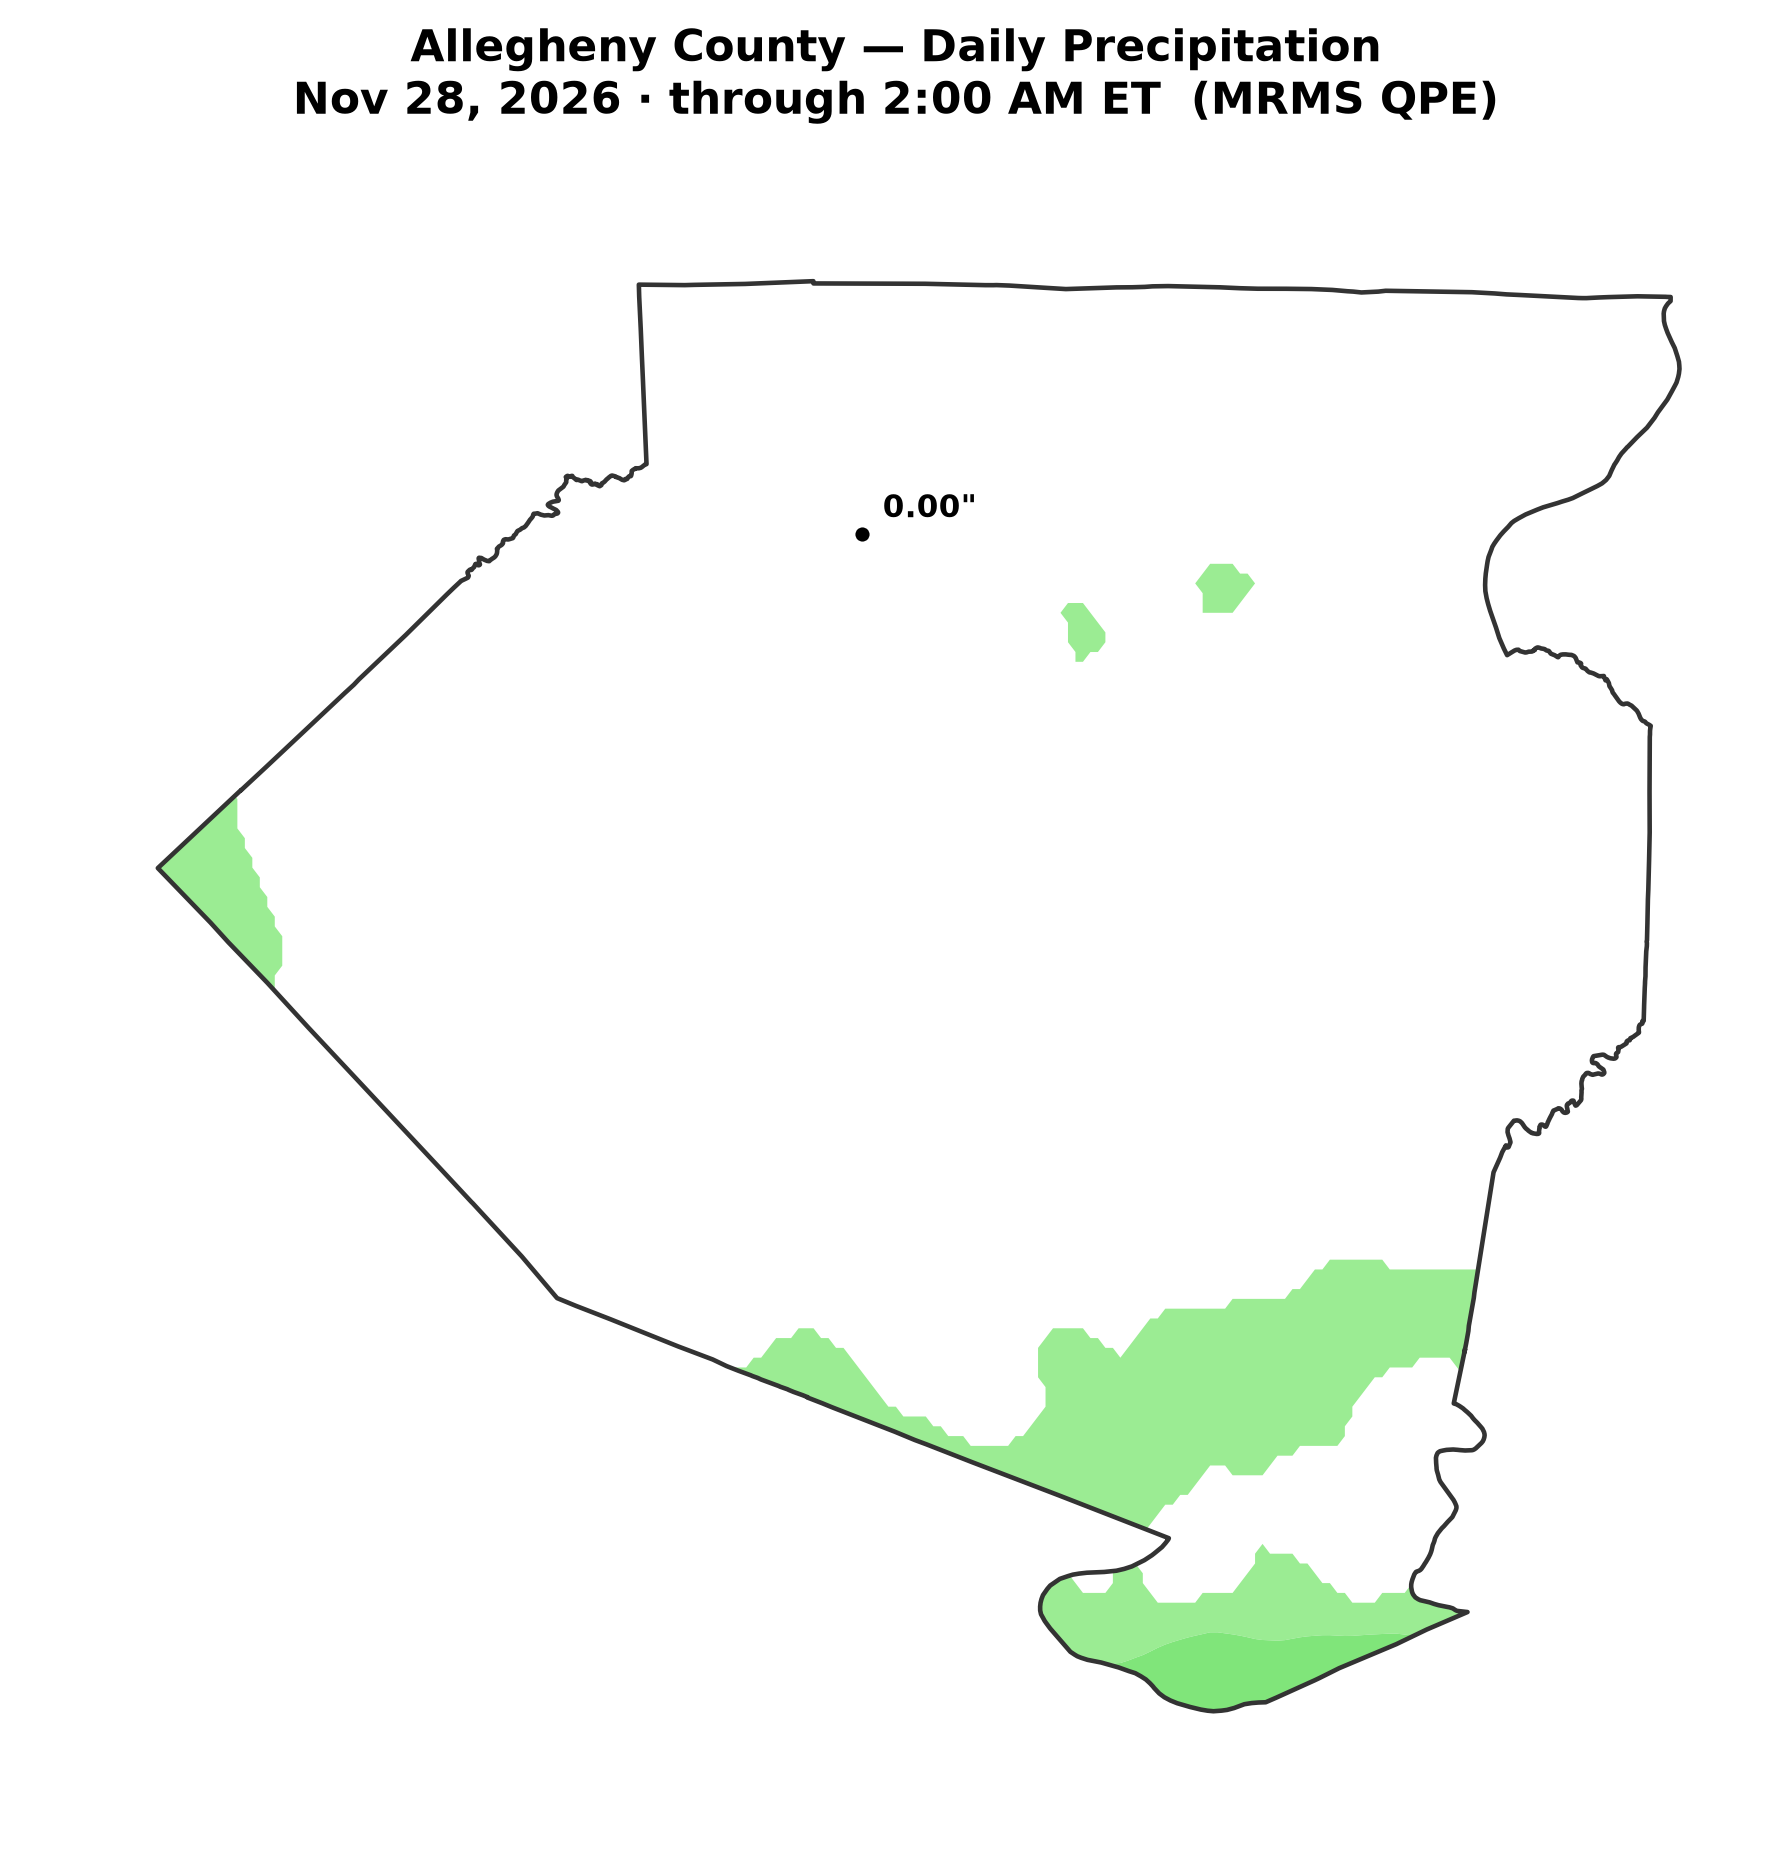 Allegheny County — Daily Precipitation
Nov 28, 2026 · through 2:00 AM ET  (MRMS QPE)
0.00"